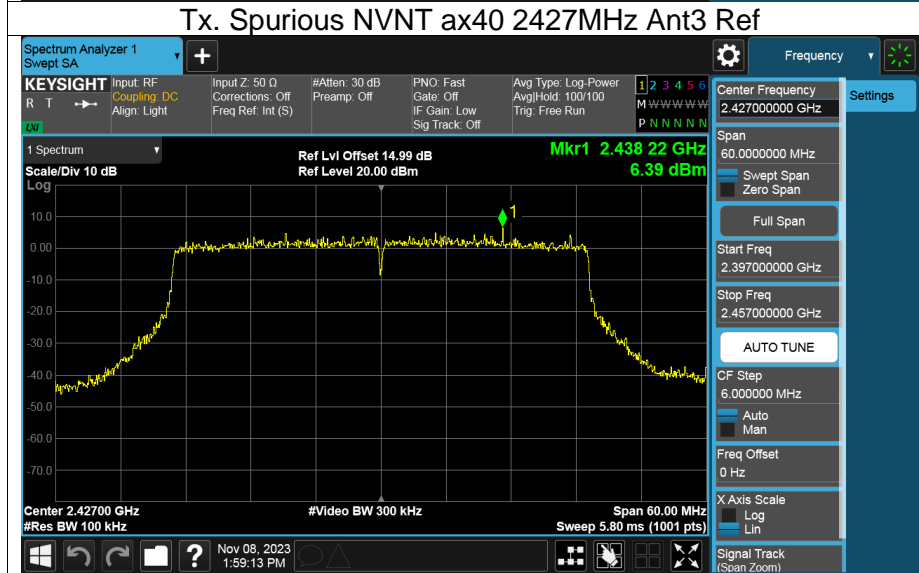 Tx. Spurious NVNT ax40 2427MHz Ant3 Ref
Spectrum Analyzer 1
Swept SA
+
Frequency
KEYSIGHT
R T
LXI
Input: RF
Coupling: DC
Align: Light
Input Z: 50 Ω
Corrections: Off
Freq Ref: Int (S)
#Atten: 30 dB
Preamp: Off
PNO: Fast
Gate: Off
IF Gain: Low
Sig Track: Off
Avg Type: Log-Power
Avg|Hold: 100/100
Trig: Free Run
1 2 3 4 5 6
M W W W W W
P N N N N N
Center Frequency
2.427000000 GHz
Settings
1 Spectrum
Scale/Div 10 dB
Ref Lvl Offset 14.99 dB
Ref Level 20.00 dBm
Mkr1 2.438 22 GHz
6.39 dBm
Log
10.0
0.00
-10.0
-20.0
-30.0
-40.0
-50.0
-60.0
-70.0
1
Center 2.42700 GHz
#Res BW 100 kHz
#Video BW 300 kHz
Span 60.00 MHz
Sweep 5.80 ms (1001 pts)
Span
60.0000000 MHz
Swept Span
Zero Span
Full Span
Start Freq
2.397000000 GHz
Stop Freq
2.457000000 GHz
AUTO TUNE
CF Step
6.000000 MHz
Auto
Man
Freq Offset
0 Hz
X Axis Scale
Log
Lin
Signal Track
(Span Zoom)
?
Nov 08, 2023
1:59:13 PM